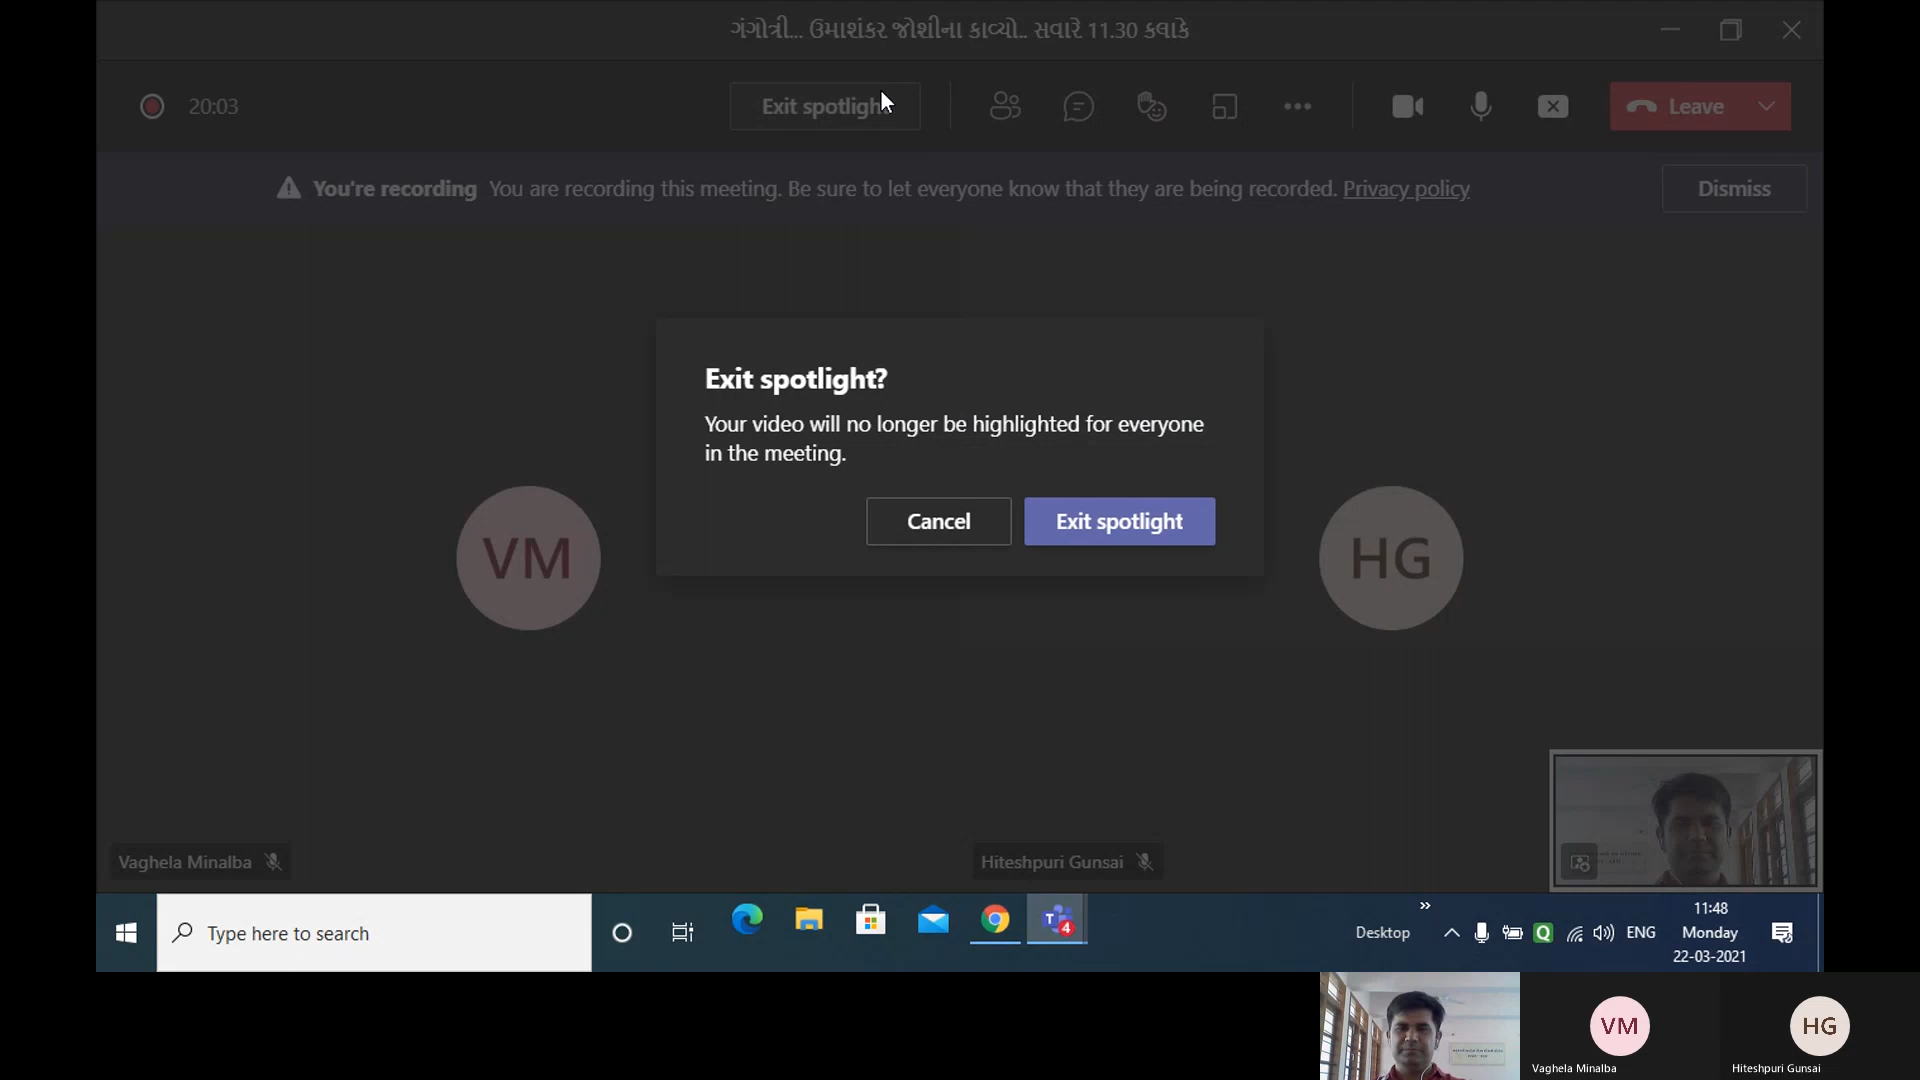 ગંગોત્રી... ઉમાશંકર જોશીના કાવ્યો.. સવારે 11.30 કલાકે
20:03
Exit spotlight
Leave
You're recording You are recording this meeting. Be sure to let everyone know that they are being recorded. Privacy policy
Dismiss
Exit spotlight?
Your video will no longer be highlighted for everyone
in the meeting.
Cancel
Exit spotlight
VM
HG
Vaghela Minalba
Hiteshpuri Gunsai
Type here to search
4
Desktop
Q
ENG
11:48
Monday
22-03-2021
VM
HG
Vaghela Minalba
Hiteshpuri Gunsai